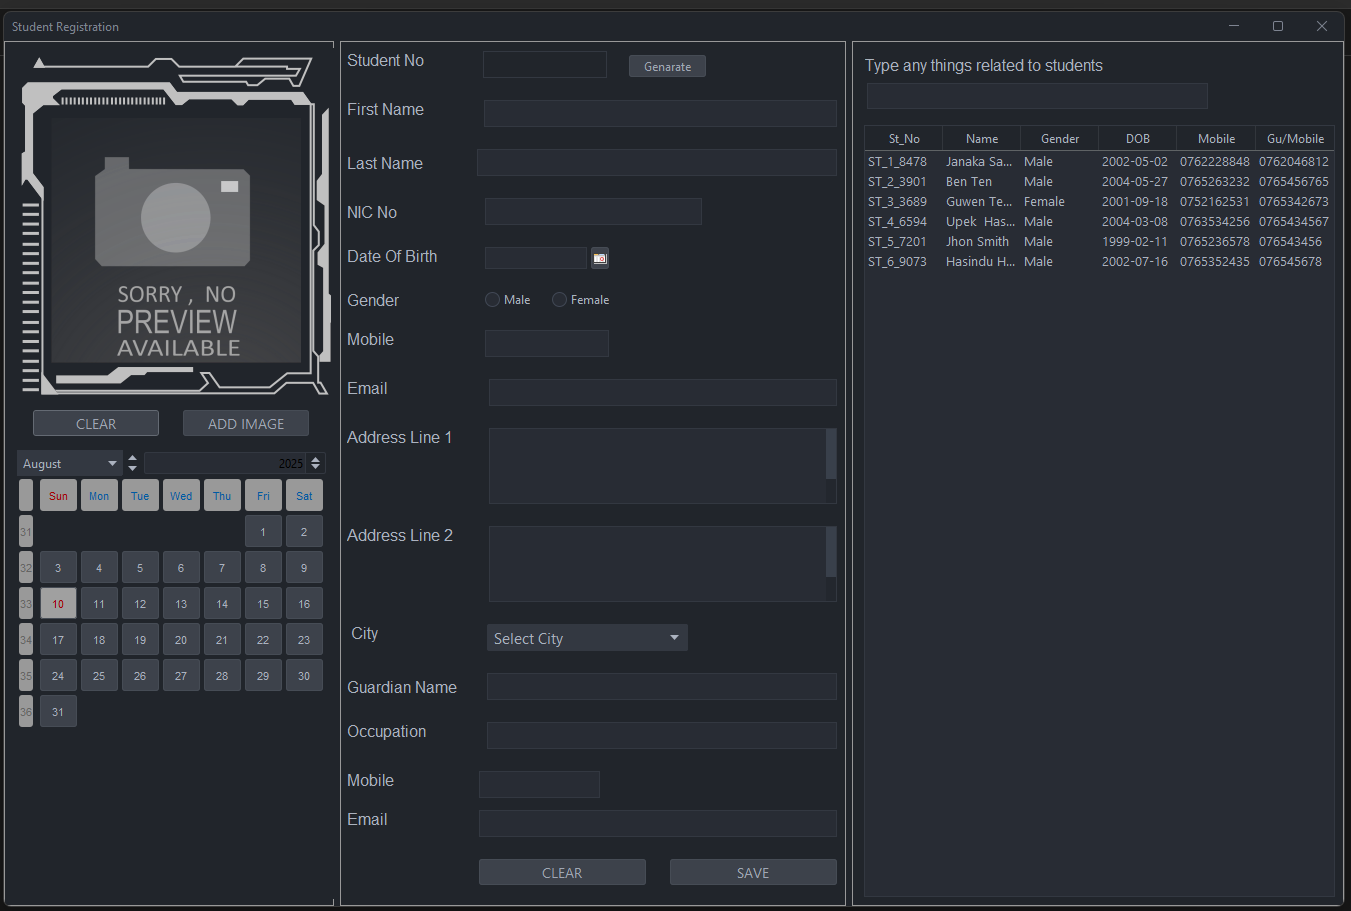 Student Registration
SORRY , NO
PREVIEW
AVAILABLE
CLEAR ADD IMAGE
August 2025
Sun Mon Tue Wed Thu Fri Sat
31 1 2
32 3 4 5 6 7 8 9
33 10 11 12 13 14 15 16
34 17 18 19 20 21 22 23
35 24 25 26 27 28 29 30
36 31
Student No Genarate
First Name
Last Name
NIC No
Date Of Birth
Gender Male Female
Mobile
Email
Address Line 1
Address Line 2
City Select City
Guardian Name
Occupation
Mobile
Email
CLEAR SAVE
Type any things related to students
St_No Name Gender DOB Mobile Gu/Mobile
ST_1_8478 Janaka Sa... Male 2002-05-02 0762228848 0762046812
ST_2_3901 Ben Ten Male 2004-05-27 0765263232 0765456765
ST_3_3689 Guwen Te... Female 2001-09-18 0752162531 0765342673
ST_4_6594 Upek Has... Male 2004-03-08 0763534256 0765434567
ST_5_7201 Jhon Smith Male 1999-02-11 0765236578 076543456
ST_6_9073 Hasindu H... Male 2002-07-16 0765352435 076545678